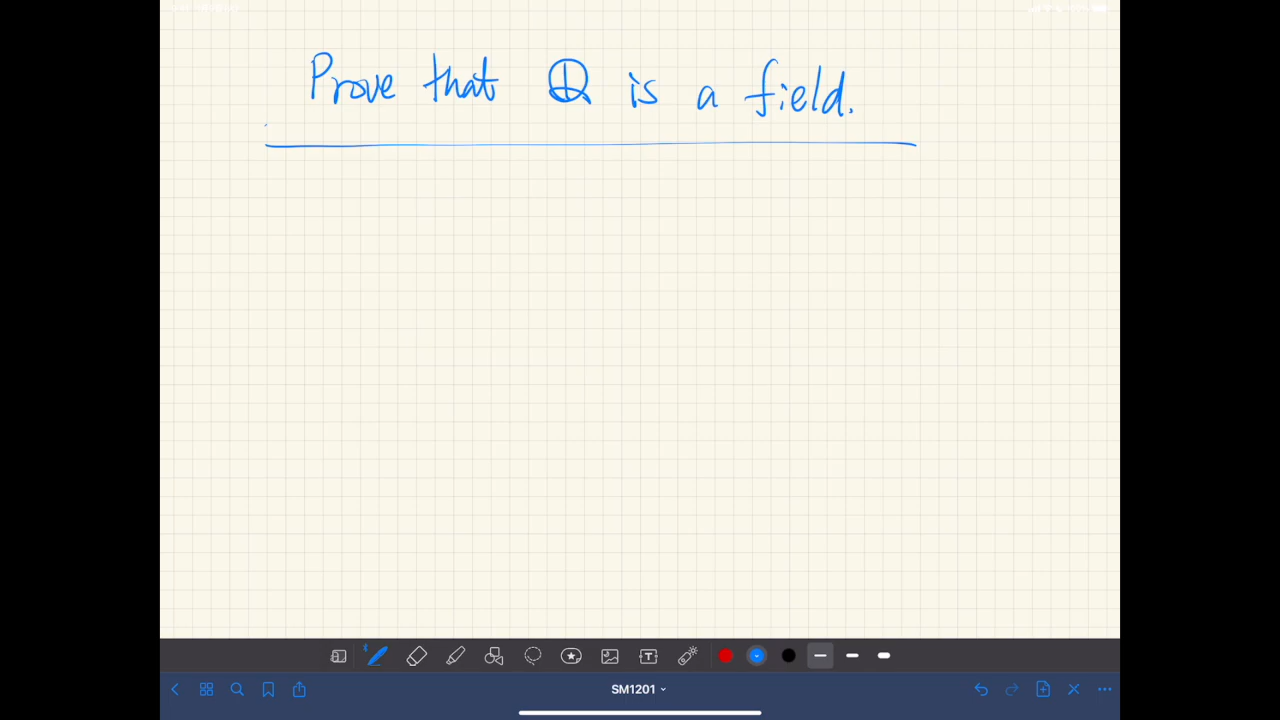 Prove that ℚ is a field.
SM1201